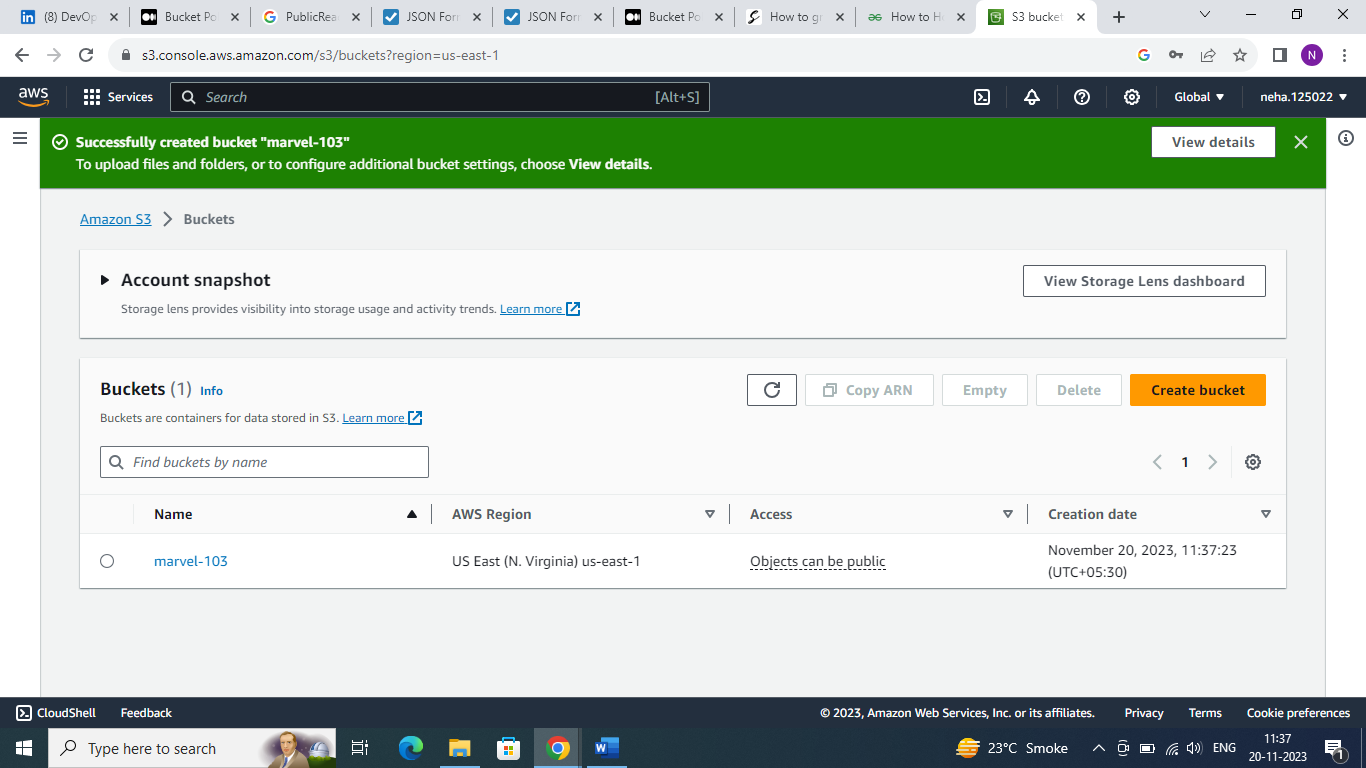 (8) DevOp
Bucket Po
PublicRea
JSON For
JSON For
Bucket Po
How to gr
How to Ho
S3 bucket
s3.console.aws.amazon.com/s3/buckets?region=us-east-1
N
aws
Services
Search
[Alt+S]
Global
neha.125022
Successfully created bucket "marvel-103"
To upload files and folders, or to configure additional bucket settings, choose View details.
View details
Amazon S3
Buckets
Account snapshot
Storage lens provides visibility into storage usage and activity trends. Learn more
View Storage Lens dashboard
Buckets (1) Info
Buckets are containers for data stored in S3. Learn more
Copy ARN
Empty
Delete
Create bucket
Find buckets by name
1
Name
AWS Region
Access
Creation date
marvel-103
US East (N. Virginia) us-east-1
Objects can be public
November 20, 2023, 11:37:23
(UTC+05:30)
CloudShell
Feedback
© 2023, Amazon Web Services, Inc. or its affiliates.
Privacy
Terms
Cookie preferences
Type here to search
23°C Smoke
ENG
11:37
20-11-2023
1